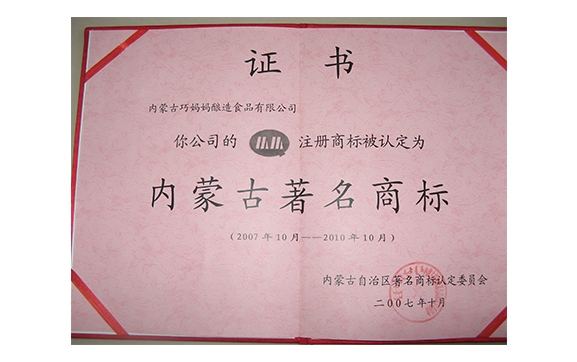 证书
内蒙古巧妈妈酿造食品有限公司
你公司的 注册商标被认定为
内蒙古著名商标
（2007年10月——2010年10月）
内蒙古自治区著名商标认定委员会
二00七年十月